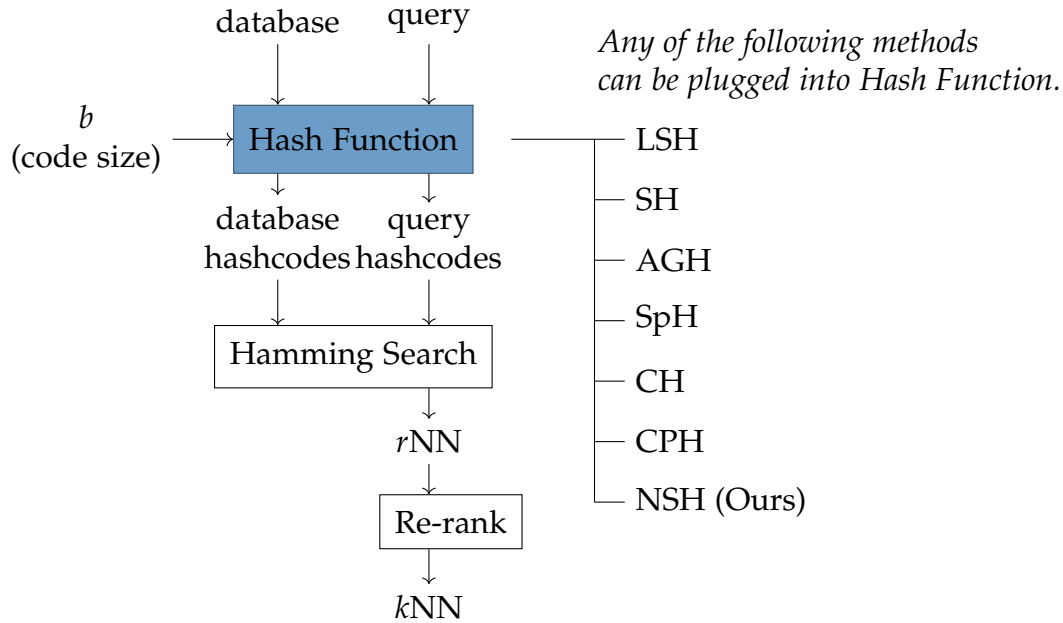 database query
Any of the following methods
can be plugged into Hash Function.
b
(code size)
Hash Function
LSH
SH
AGH
SpH
CH
CPH
NSH (Ours)
database query
hashcodes hashcodes
Hamming Search
rNN
Re-rank
kNN